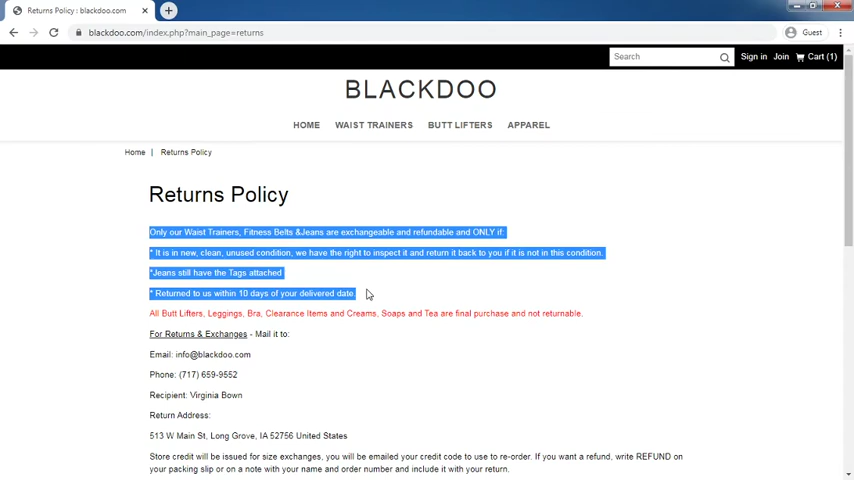 Returns Policy : blackdoo.com
blackdoo.com/index.php?main_page=returns
Guest
Search
Sign in Join Cart (1)
BLACKDOO
HOME WAIST TRAINERS BUTT LIFTERS APPAREL
Home | Returns Policy
Returns Policy
Only our Waist Trainers, Fitness Belts &Jeans are exchangeable and refundable and ONLY if:
* It is in new, clean, unused condition, we have the right to inspect it and return it back to you if it is not in this condition.
*Jeans still have the Tags attached
* Returned to us within 10 days of your delivered date.
All Butt Lifters, Leggings, Bra, Clearance Items and Creams, Soaps and Tea are final purchase and not returnable.
For Returns & Exchanges - Mail it to:
Email: info@blackdoo.com
Phone: (717) 659-9552
Recipient: Virginia Bown
Return Address:
513 W Main St, Long Grove, IA 52756 United States
Store credit will be issued for size exchanges, you will be emailed your credit code to use to re-order. If you want a refund, write REFUND on
your packing slip or on a note with your name and order number and include it with your return.